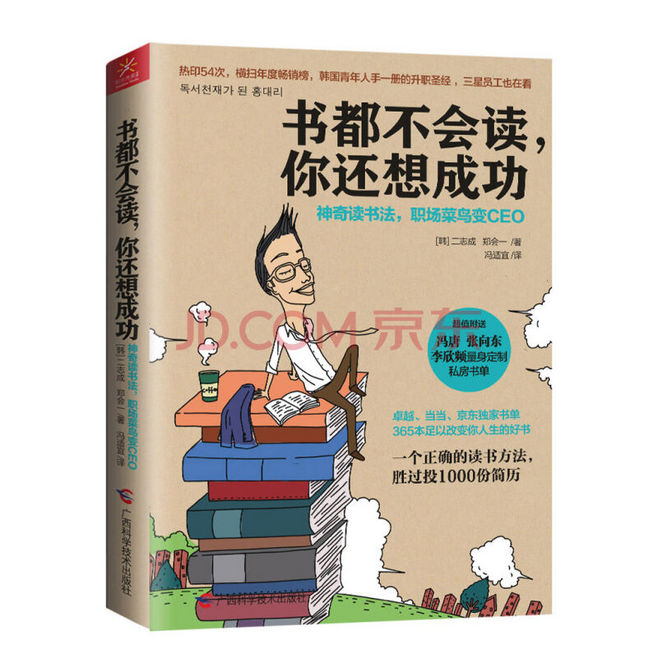 热印54次，横扫年度畅销榜，韩国青年人手一册的升职圣经，三星员工也在看
독서천재가 된 홍대리
书都不会读，
你还想成功
神奇读书法，职场菜鸟变CEO
[韩] 二志成 郑会一 /著
冯适宜 /译
JD.COM 京东
超值附送
冯唐 张向东
李欣频量身定制
私房书单
卓越、当当、京东独家书单
365本足以改变你人生的好书
一个正确的读书方法，
胜过投1000份简历
广西科学技术出版社
书都不会读，你还想成功
神奇读书法，职场菜鸟变CEO
[韩] 二志成 郑会一 /著 冯适宜 /译
广西科学技术出版社